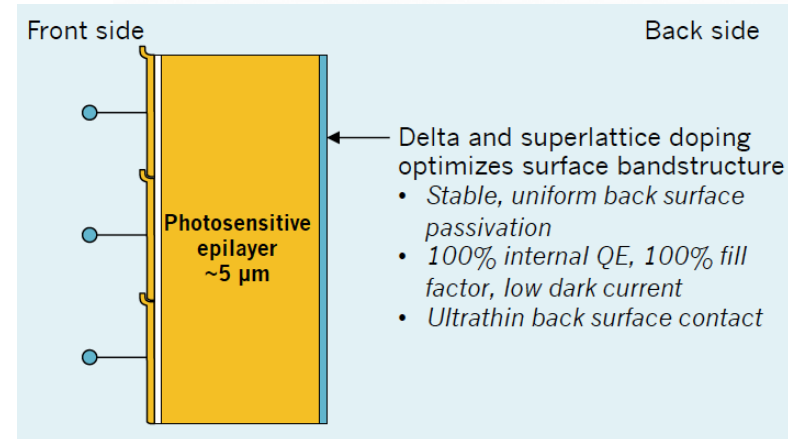 Front side
Back side
Photosensitive
epilayer
~5 µm
Delta and superlattice doping
optimizes surface bandstructure
• Stable, uniform back surface
passivation
• 100% internal QE, 100% fill
factor, low dark current
• Ultrathin back surface contact